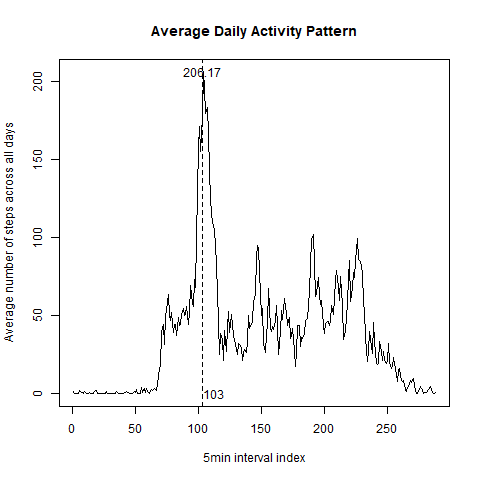 Average Daily Activity Pattern
206.17
200
150
100
50
0
103
0 50 100 150 200 250
5min interval index
Average number of steps across all days